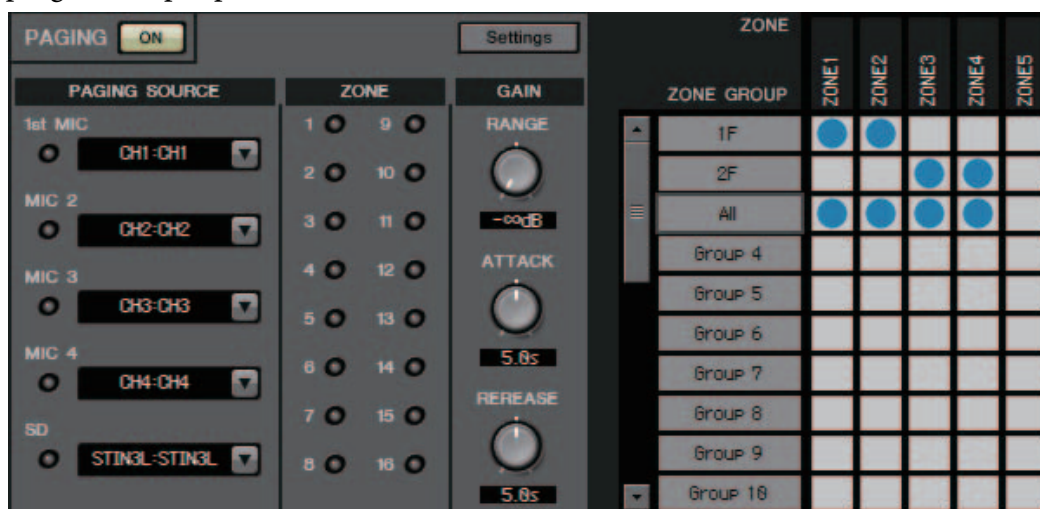 PAGING ON
Settings
PAGING SOURCE
1st MIC
CH1:CH1
MIC 2
CH2:CH2
MIC 3
CH3:CH3
MIC 4
CH4:CH4
SD
STIN3L:STIN3L
ZONE
1 9
2 10
3 11
4 12
5 13
6 14
7 15
8 16
GAIN
RANGE
-∞dB
ATTACK
5.0s
REREASE
5.0s
ZONE
ZONE GROUP
ZONE1
ZONE2
ZONE3
ZONE4
ZONE5
1F
2F
All
Group 4
Group 5
Group 6
Group 7
Group 8
Group 9
Group 10